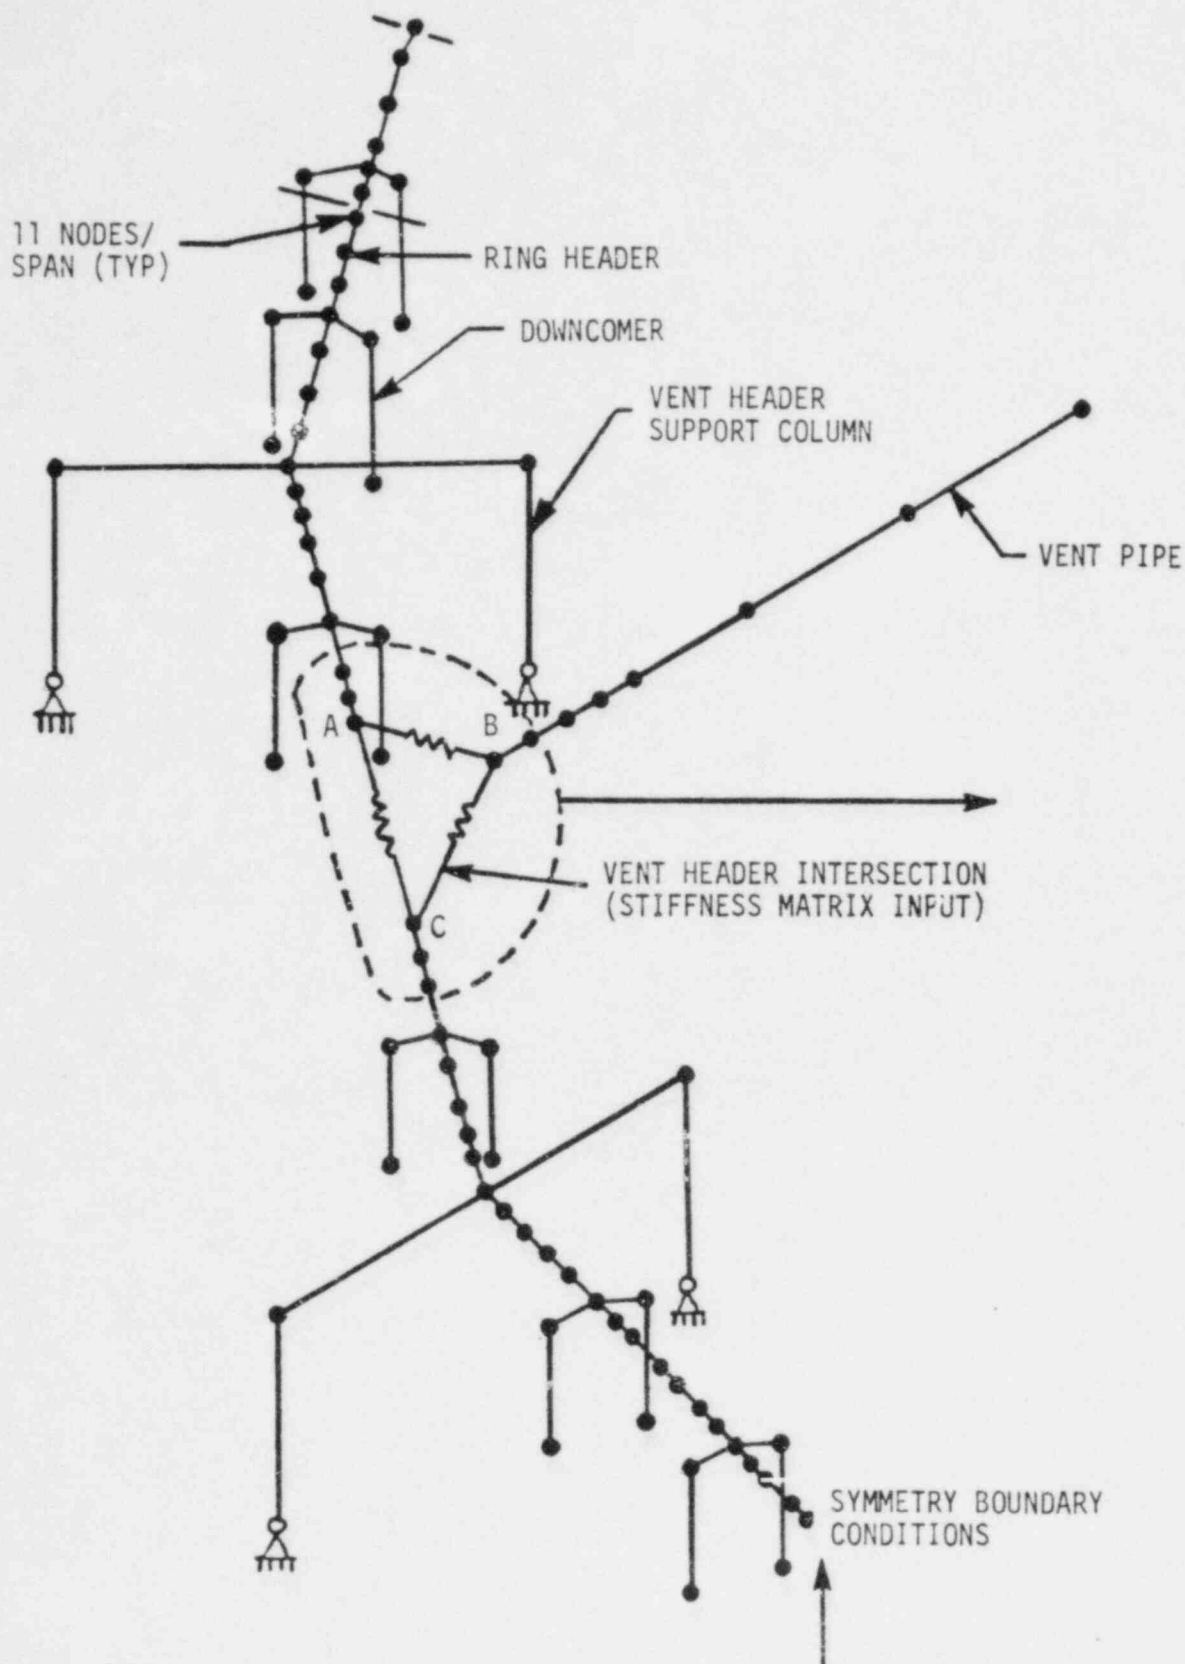 11 NODES/
SPAN (TYP)
RING HEADER
DOWNCOMER
VENT HEADER
SUPPORT COLUMN
VENT PIPE
A
B
VENT HEADER INTERSECTION
(STIFFNESS MATRIX INPUT)
C
SYMMETRY BOUNDARY
CONDITIONS